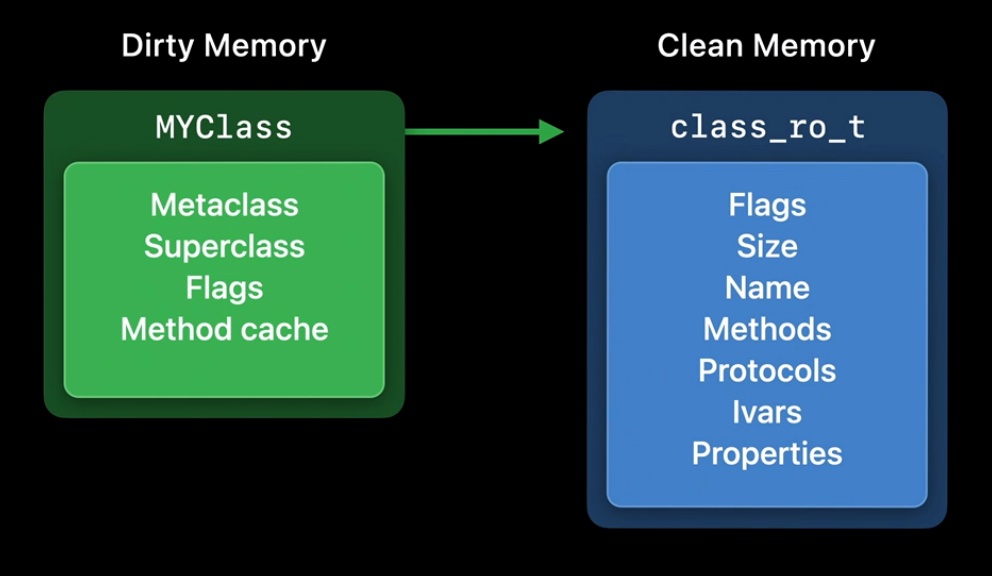 Dirty Memory
MYClass
Metaclass
Superclass
Flags
Method cache
Clean Memory
class_ro_t
Flags
Size
Name
Methods
Protocols
Ivars
Properties